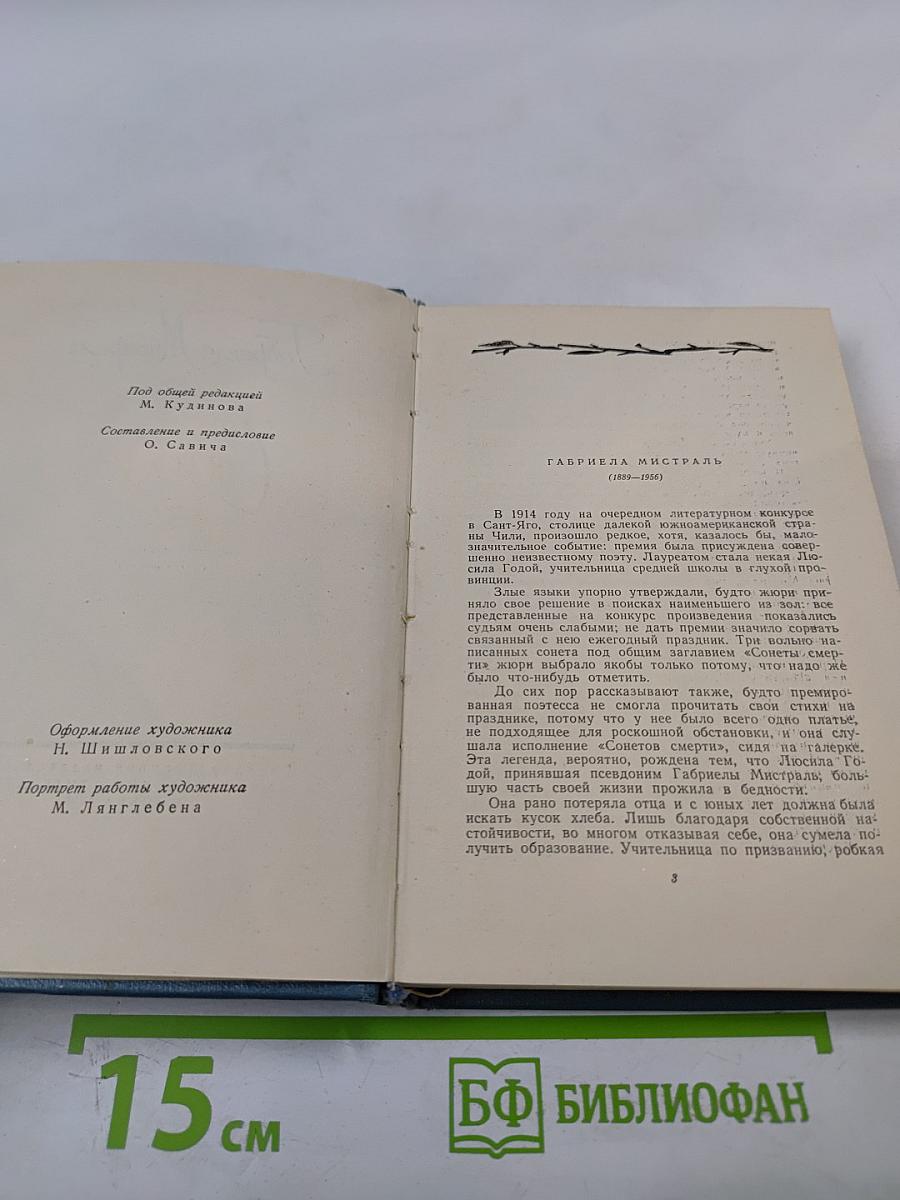 Под общей редакцией
М. Кудинова
Составление и предисловие
О. Савича
Оформление художника
Н. Шишловского
Портрет работы художника
М. Лянглебена
ГАБРИЕЛА МИСТРАЛЬ
(1889—1956)
В 1914 году на очередном литературном конкурсе
в Сант-Яго, столице далекой южноамериканской стра-
ны Чили, произошло редкое, хотя, казалось бы, мало-
значительное событие: премия была присуждена совер-
шенно неизвестному поэту. Лауреатом стала некая Лю-
сила Годой, учительница средней школы в глухой про-
винции.
Злые языки упорно утверждали, будто жюри при-
няло свое решение в поисках наименьшего из зол: все
представленные на конкурс произведения показались
судьям очень слабыми; не дать премии значило сорвать
связанный с нею ежегодный праздник. Три вольно на-
писанных сонета под общим заглавием «Сонеты смер-
ти» жюри выбрало якобы только потому, что надо же
было что-нибудь отметить.
До сих пор рассказывают также, будто премиро-
ванная поэтесса не смогла прочитать свои стихи на
празднике, потому что у нее было всего одно платье,
не подходящее для роскошной обстановки, и она слу-
шала исполнение «Сонетов смерти», сидя на галерке.
Эта легенда, вероятно, рождена тем, что Люсила Го-
дой, принявшая псевдоним Габриелы Мистраль, боль-
шую часть своей жизни прожила в бедности.
Она рано потеряла отца и с юных лет должна была
искать кусок хлеба. Лишь благодаря собственной на-
стойчивости, во многом отказывая себе, она сумела по-
лучить образование. Учительница по призванию, робкая
3
15 см
БФ БИБЛИОФАН